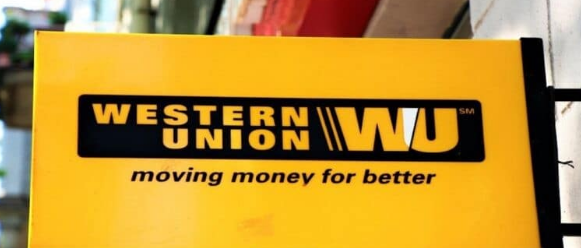 WESTERN
UNION
WU SM
moving money for better